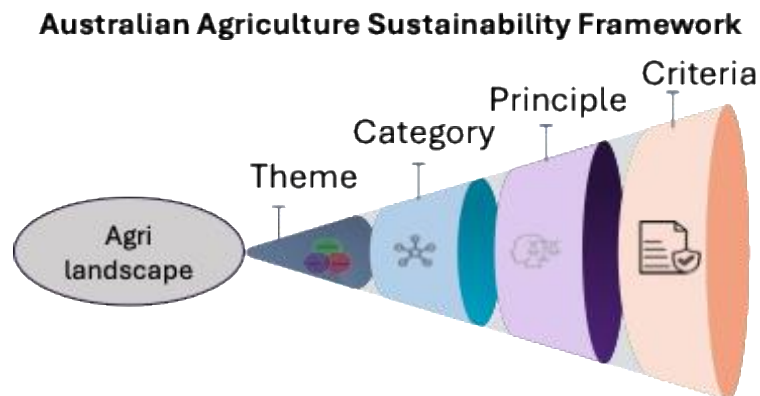 Australian Agriculture Sustainability Framework
Criteria
Principle
Category
Theme
Agri
landscape